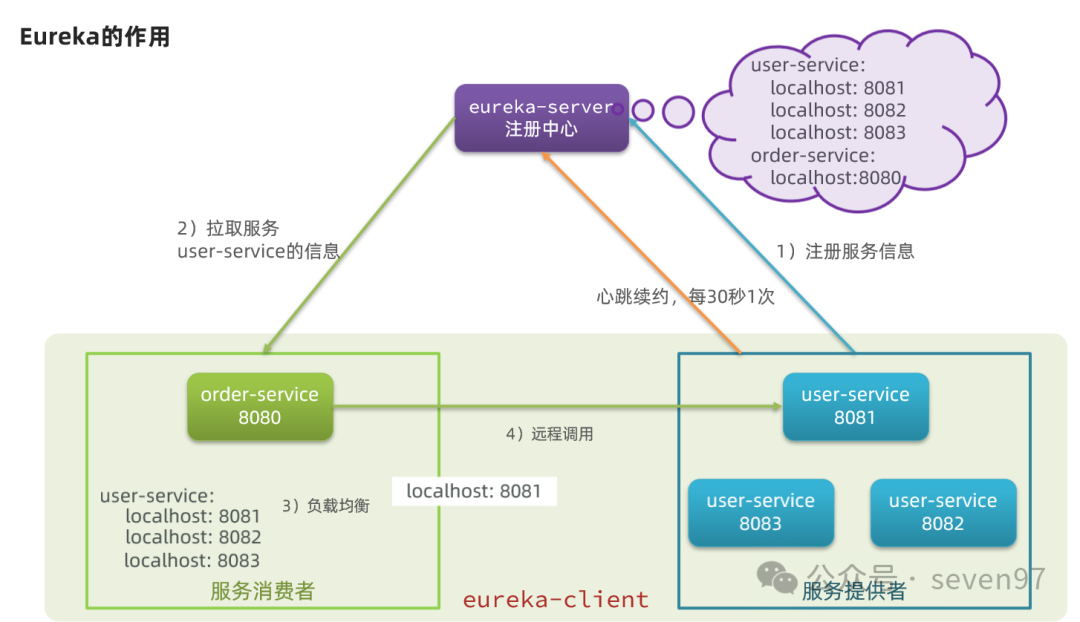 Eureka的作用
eureka-server
注册中心
user-service:
localhost: 8081
localhost: 8082
localhost: 8083
order-service:
localhost:8080
2）拉取服务
user-service的信息
1）注册服务信息
心跳续约，每30秒1次
order-service
8080
4）远程调用
user-service
8081
user-service:
localhost: 8081
localhost: 8082
localhost: 8083
3）负载均衡
localhost: 8081
user-service
8083
user-service
8082
服务消费者
eureka-client
服务提供者
公众号 · seven97